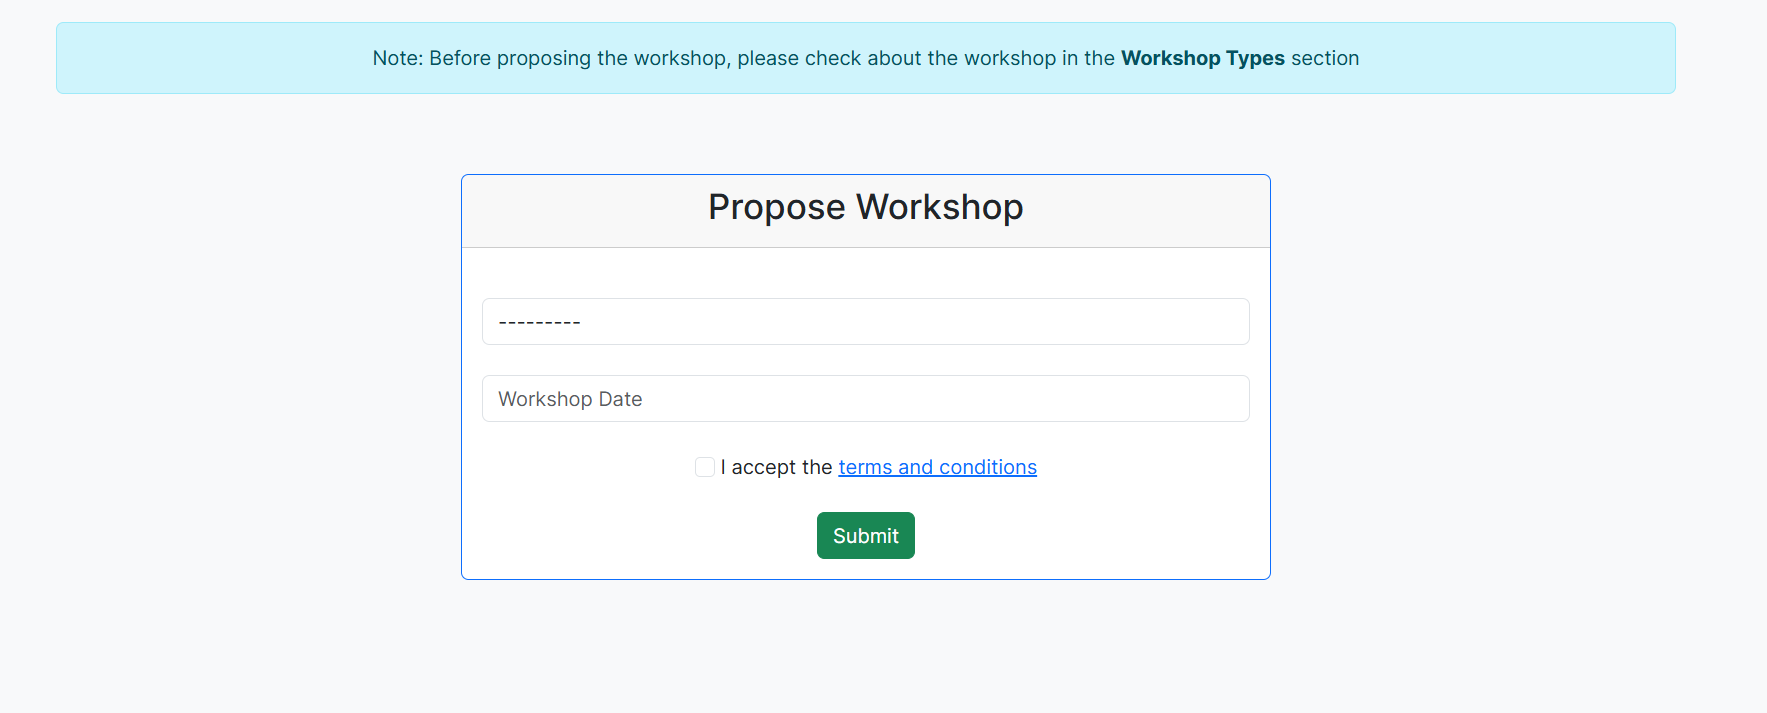 Note: Before proposing the workshop, please check about the workshop in the Workshop Types section
Propose Workshop
---------
Workshop Date
I accept the terms and conditions
Submit